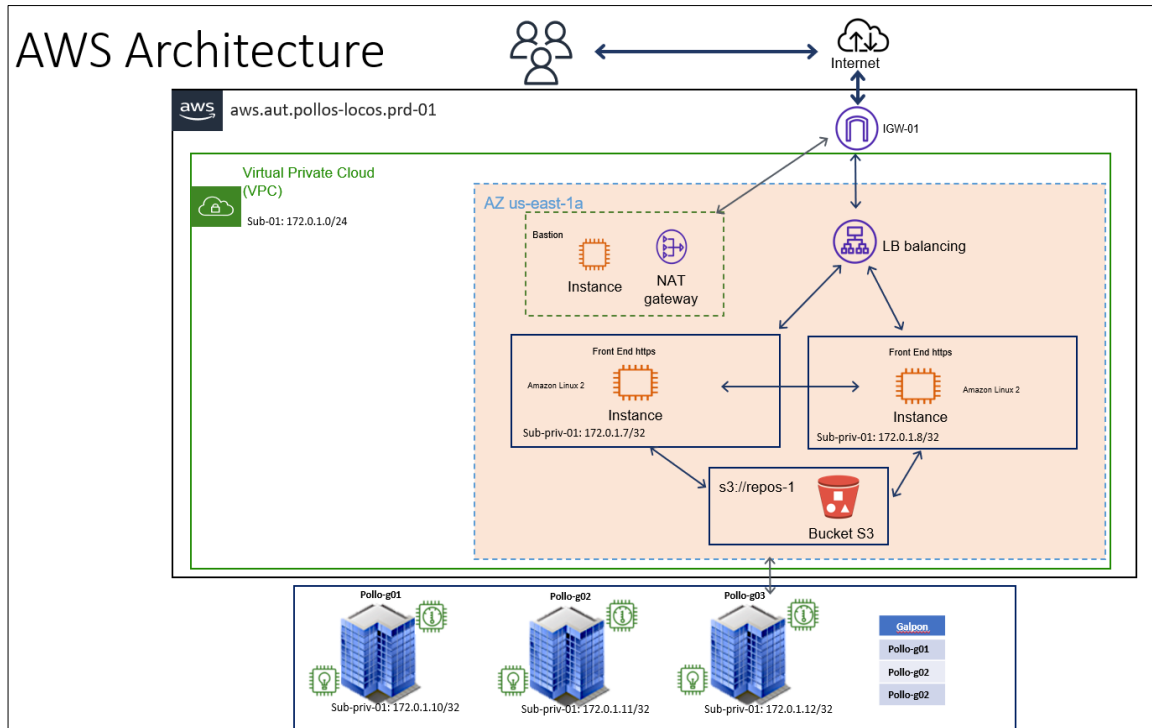 AWS Architecture
Internet
aws
aws.aut.pollos-locos.prd-01
IGW-01
Virtual Private Cloud
(VPC)
Sub-01: 172.0.1.0/24
AZ us-east-1a
Bastion
Instance
NAT
gateway
LB balancing
Front End https
Amazon Linux 2
Instance
Sub-priv-01: 172.0.1.7/32
Front End https
Amazon Linux 2
Instance
Sub-priv-01: 172.0.1.8/32
s3://repos-1
Bucket S3
Pollo-g01
Sub-priv-01: 172.0.1.10/32
Pollo-g02
Sub-priv-01: 172.0.1.11/32
Pollo-g03
Sub-priv-01: 172.0.1.12/32
Galpon
Pollo-g01
Pollo-g02
Pollo-g02